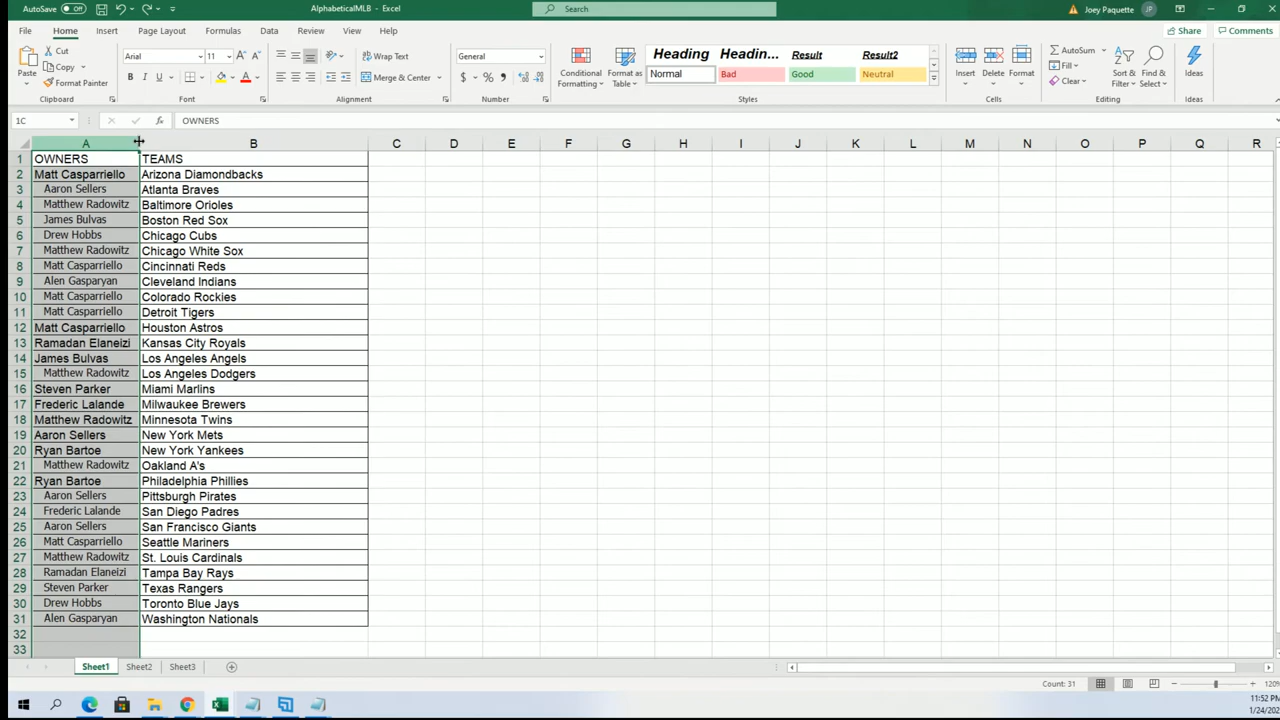 AutoSave Off AlphabeticalMLB - Excel Search Joey Paquette JP
File Home Insert Page Layout Formulas Data Review View Help Share Comments
Paste Cut Copy Format Painter Clipboard
Arial 11 B I U A Font
Wrap Text Merge & Center Alignment
General $ % Number
Conditional Formatting Format as Table
Heading Headin... Result Result2
Normal Bad Good Neutral
Styles
Insert Delete Format Cells
AutoSum Fill Clear Sort & Filter Find & Select Editing
Ideas Ideas
1C fx OWNERS
A B C D E F G H I J K L M N O P Q R
1 OWNERS TEAMS
2 Matt Casparriello Arizona Diamondbacks
3 Aaron Sellers Atlanta Braves
4 Matthew Radowitz Baltimore Orioles
5 James Bulvas Boston Red Sox
6 Drew Hobbs Chicago Cubs
7 Matthew Radowitz Chicago White Sox
8 Matt Casparriello Cincinnati Reds
9 Alen Gasparyan Cleveland Indians
10 Matt Casparriello Colorado Rockies
11 Matt Casparriello Detroit Tigers
12 Matt Casparriello Houston Astros
13 Ramadan Elaneizi Kansas City Royals
14 James Bulvas Los Angeles Angels
15 Matthew Radowitz Los Angeles Dodgers
16 Steven Parker Miami Marlins
17 Frederic Lalande Milwaukee Brewers
18 Matthew Radowitz Minnesota Twins
19 Aaron Sellers New York Mets
20 Ryan Bartoe New York Yankees
21 Matthew Radowitz Oakland A's
22 Ryan Bartoe Philadelphia Phillies
23 Aaron Sellers Pittsburgh Pirates
24 Frederic Lalande San Diego Padres
25 Aaron Sellers San Francisco Giants
26 Matt Casparriello Seattle Mariners
27 Matthew Radowitz St. Louis Cardinals
28 Ramadan Elaneizi Tampa Bay Rays
29 Steven Parker Texas Rangers
30 Drew Hobbs Toronto Blue Jays
31 Alen Gasparyan Washington Nationals
32
33
Sheet1 Sheet2 Sheet3
Count: 31 120%
11:52 PM